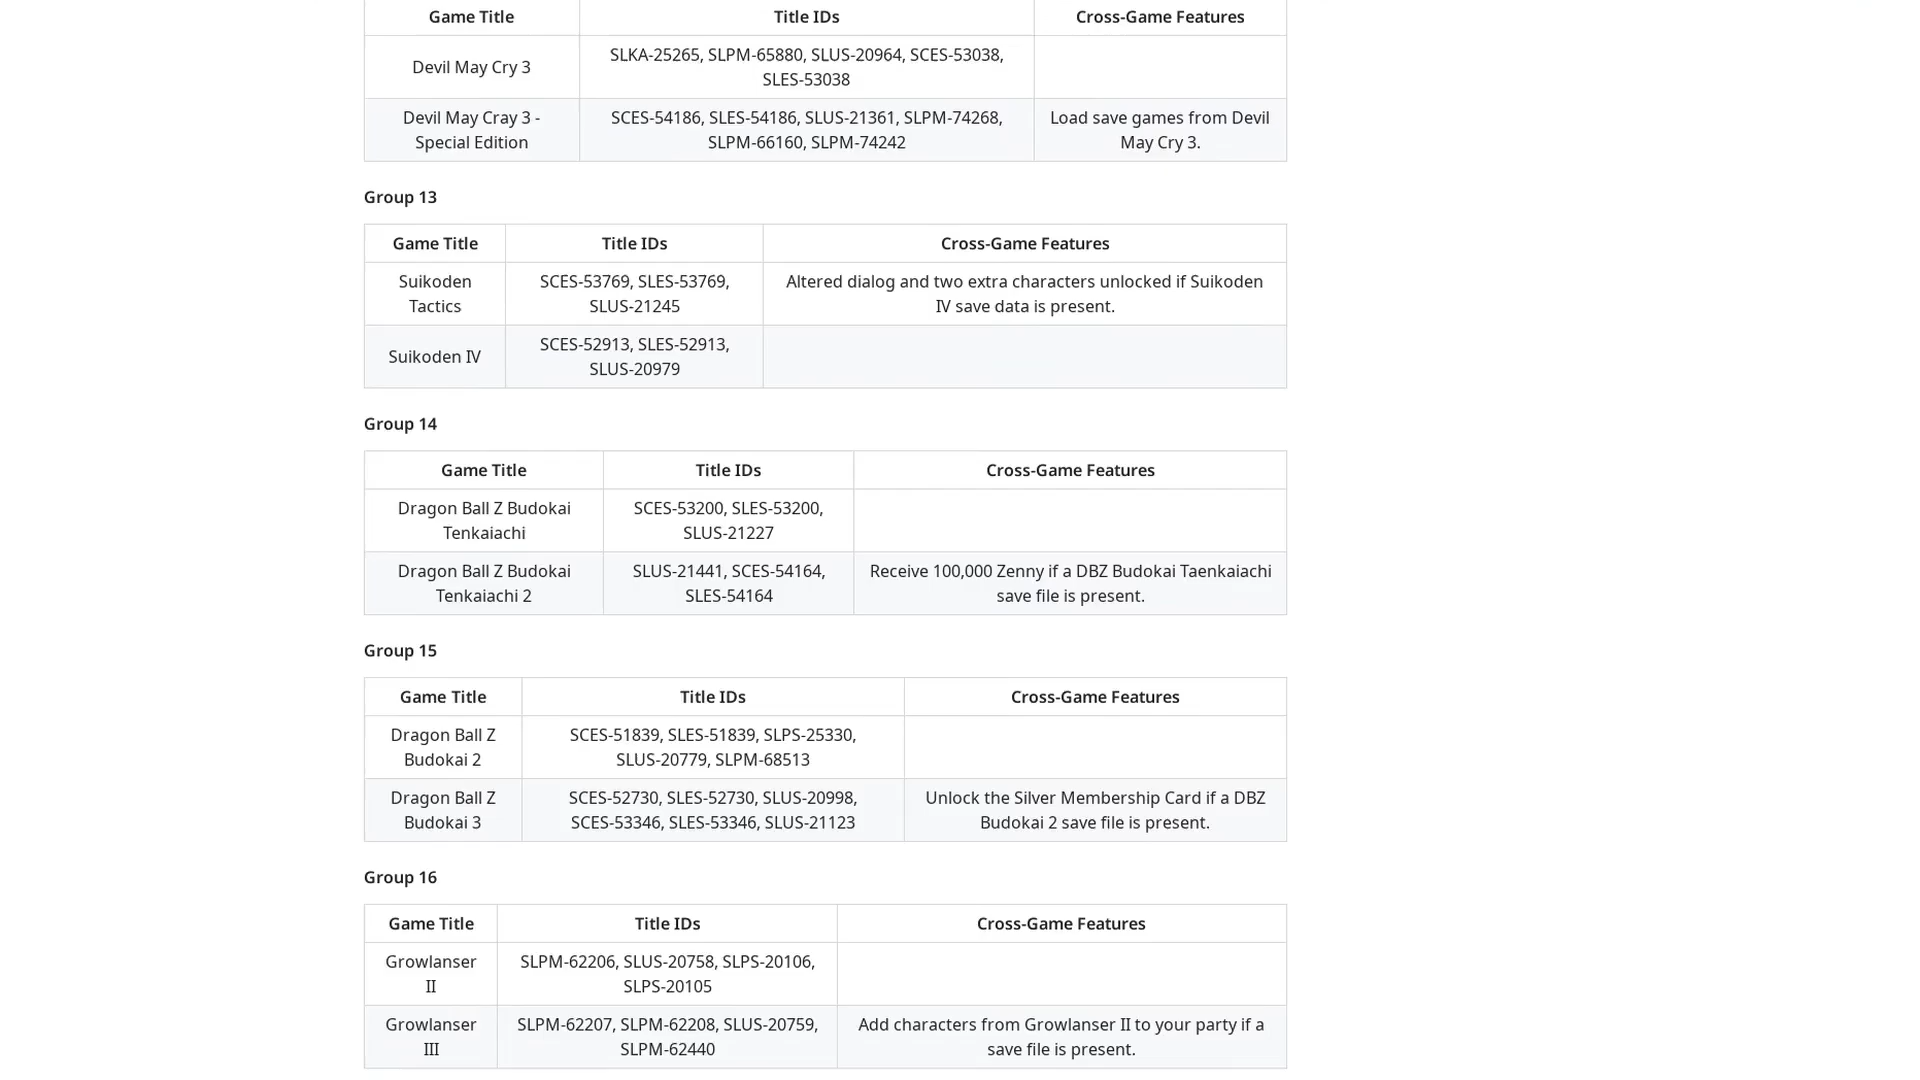 Game Title Title IDs Cross-Game Features
Devil May Cry 3
SLKA-25265, SLPM-65880, SLUS-20964, SCES-53038,
SLES-53038
Devil May Cray 3 -
Special Edition
SCES-54186, SLES-54186, SLUS-21361, SLPM-74268,
SLPM-66160, SLPM-74242
Load save games from Devil
May Cry 3.
Group 13
Game Title Title IDs Cross-Game Features
Suikoden
Tactics
SCES-53769, SLES-53769,
SLUS-21245
Altered dialog and two extra characters unlocked if Suikoden
IV save data is present.
Suikoden IV
SCES-52913, SLES-52913,
SLUS-20979
Group 14
Game Title Title IDs Cross-Game Features
Dragon Ball Z Budokai
Tenkaiachi
SCES-53200, SLES-53200,
SLUS-21227
Dragon Ball Z Budokai
Tenkaiachi 2
SLUS-21441, SCES-54164,
SLES-54164
Receive 100,000 Zenny if a DBZ Budokai Taenkaiachi
save file is present.
Group 15
Game Title Title IDs Cross-Game Features
Dragon Ball Z
Budokai 2
SCES-51839, SLES-51839, SLPS-25330,
SLUS-20779, SLPM-68513
Dragon Ball Z
Budokai 3
SCES-52730, SLES-52730, SLUS-20998,
SCES-53346, SLES-53346, SLUS-21123
Unlock the Silver Membership Card if a DBZ
Budokai 2 save file is present.
Group 16
Game Title Title IDs Cross-Game Features
Growlanser
II
SLPM-62206, SLUS-20758, SLPS-20106,
SLPS-20105
Growlanser
III
SLPM-62207, SLPM-62208, SLUS-20759,
SLPM-62440
Add characters from Growlanser II to your party if a
save file is present.